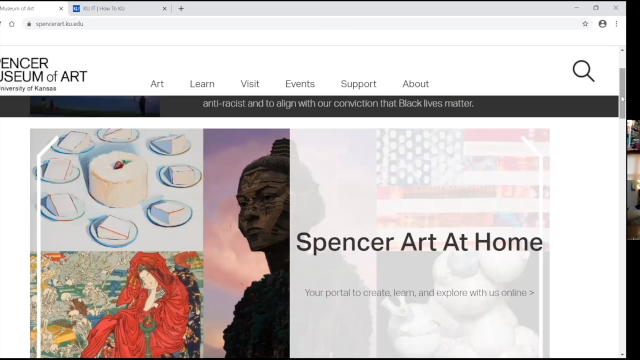 Museum of Art
KU IT | How To KU
spencerart.ku.edu
PENCER
MUSEUM of ART
University of Kansas
Art Learn Visit Events Support About
anti-racist and to align with our conviction that Black lives matter.
Spencer Art At Home
Your portal to create, learn, and explore with us online >